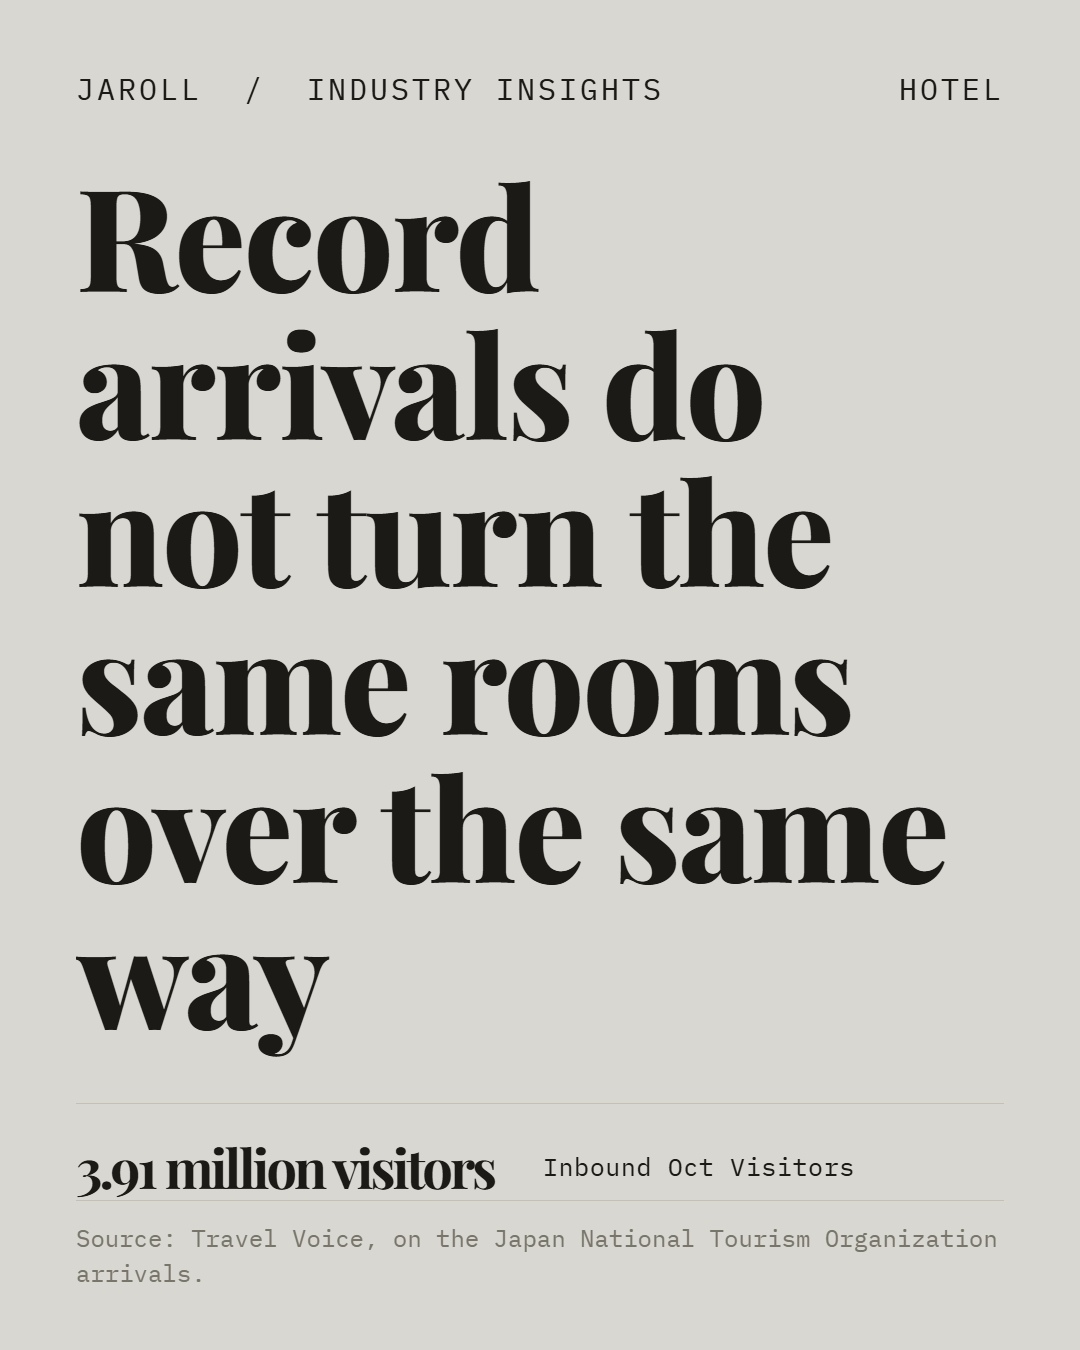 JAROLL / INDUSTRY INSIGHTS HOTEL
Record
arrivals do
not turn the
same rooms
over the same
way
3.91 million visitors Inbound Oct Visitors
Source: Travel Voice, on the Japan National Tourism Organization
arrivals.